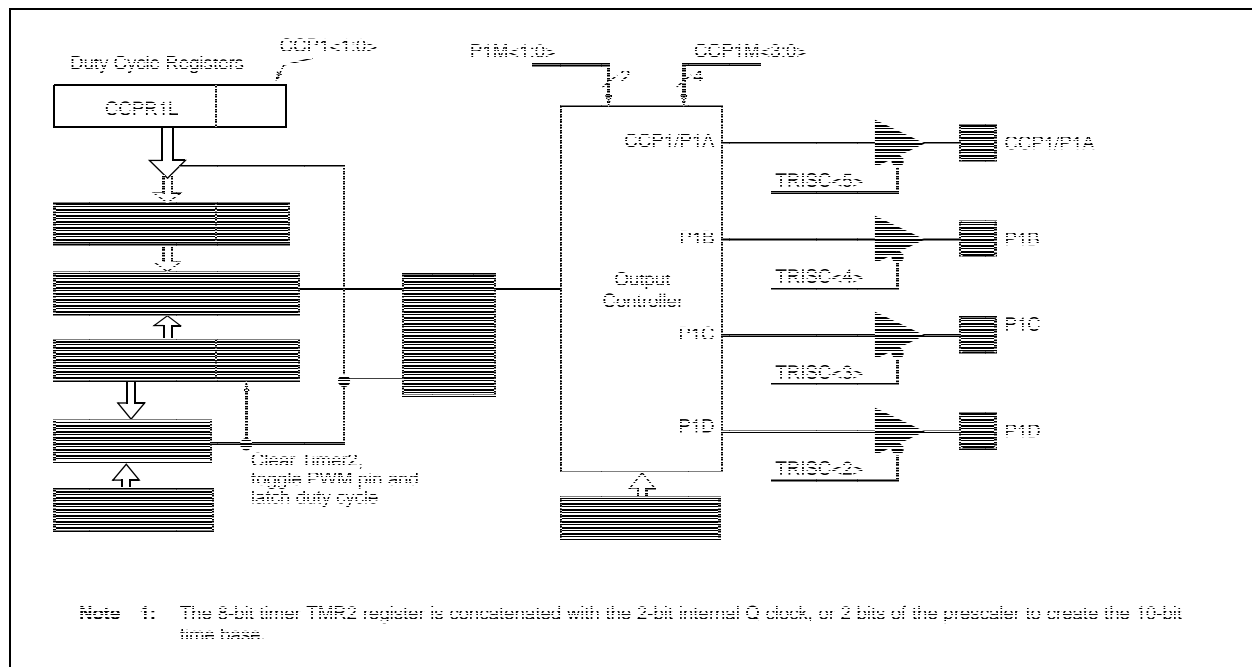 CCP1<1:0>
Duty Cycle Registers
CCPR1L
P1M<1:0>
2
CCP1M<3:0>
4
CCP1/P1A
CCP1/P1A
TRISC<5>
P1B
P1B
TRISC<4>
Output
Controller
P1C
P1C
TRISC<3>
P1D
P1D
TRISC<2>
Clear Timer2,
toggle PWM pin and
latch duty cycle
Note 1: The 8-bit timer TMR2 register is concatenated with the 2-bit internal Q clock, or 2 bits of the prescaler to create the 10-bit
time base.